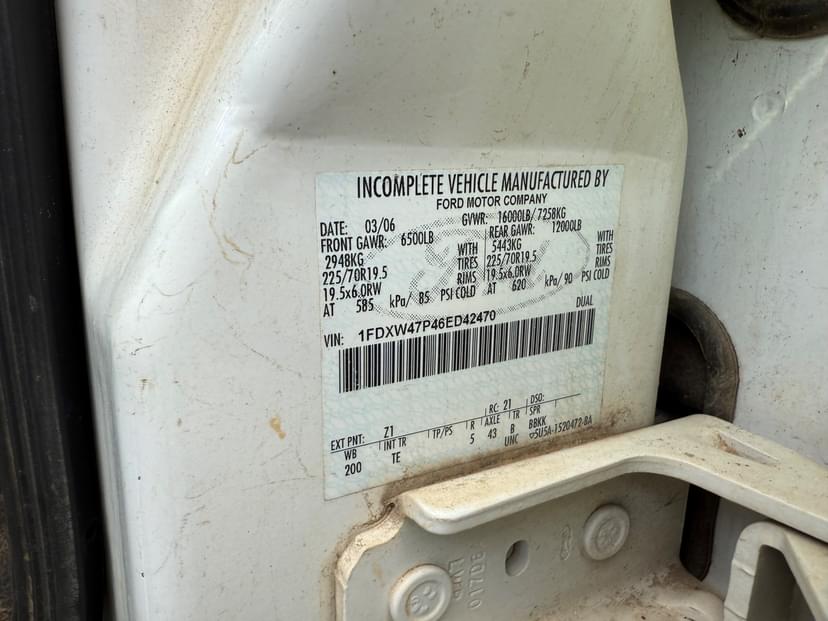 INCOMPLETE VEHICLE MANUFACTURED BY
FORD MOTOR COMPANY
DATE: 03/06 GVWR: 16000LB/ 7258KG
FRONT GAWR: 6500LB REAR GAWR: 12000LB
2948KG WITH 5443KG WITH
225/70R19.5 TIRES 225/70R19.5 TIRES
19.5x6.0RW RIMS 19.5x6.0RW RIMS
AT 585 kPa/ 85 PSI COLD AT 620 kPa/ 90 PSI COLD
DUAL
VIN: 1FDXW47P46ED42470
RC: 21 DSO:
EXT PNT: Z1 R AXLE TR SPR
WB INT TR TP/PS 5 43 B BBKK
200 TE UNC 5U5A-1520472-BA